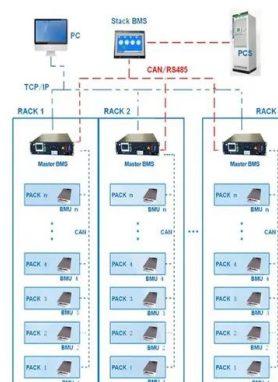 Stack BMS
PC
PCS
CAN/RS485
TCP/IP
RACK 1
RACK 2
RACK
Master BMS
Master BMS
Master BMS
PACK n
BMU n
PACK n
BMU n
PACK n
BMU n
CAN
CAN
CAN
PACK 4
BMU 4
PACK 4
BMU 4
PACK 4
BMU 4
PACK 3
BMU 3
PACK 3
BMU 3
PACK 3
BMU 3
PACK 2
BMU 2
PACK 2
BMU 2
PACK 2
BMU 2
PACK 1
PACK 1
PACK 1